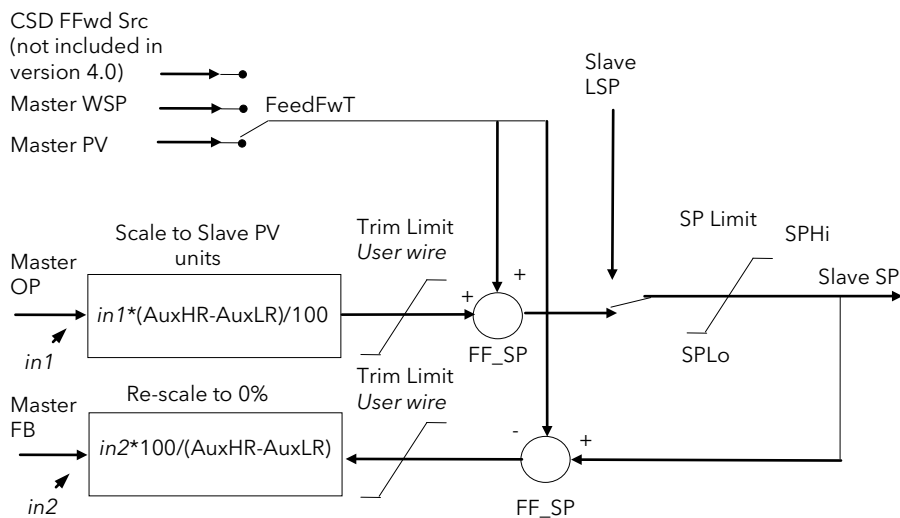 CSD FFwd Src
(not included in
version 4.0)
Master WSP
FeedFwT
Master PV
Slave
LSP
Scale to Slave PV
units
Trim Limit
User wire
SP Limit
SPHi
Master
OP
in1*(AuxHR-AuxLR)/100
+
+
Slave SP
in1
FF_SP
SPLo
Re-scale to 0%
Trim Limit
User wire
Master
FB
in2*100/(AuxHR-AuxLR)
-
+
in2
FF_SP